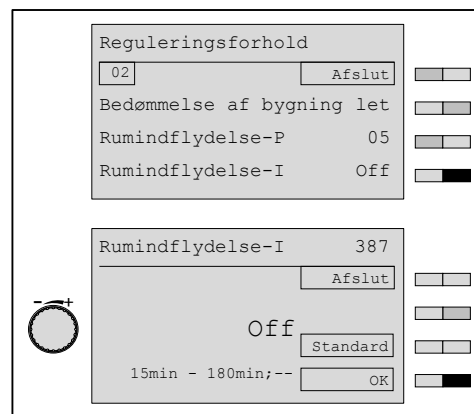 Reguleringsforhold
02 Afslut
Bedømmelse af bygning let
Rumindflydelse-P 05
Rumindflydelse-I Off
Rumindflydelse-I 387
Afslut
- +
Off
Standard
15min - 180min;-- OK